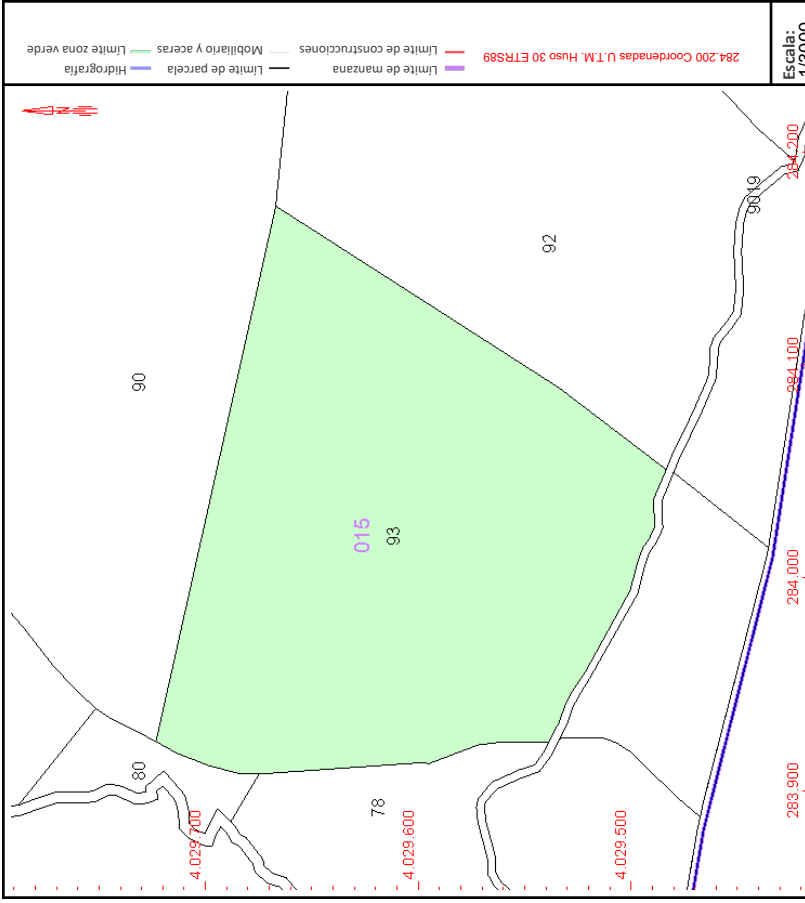 Límite de manzana
Límite de construcciones
Límite de parcela
Mobiliario y aceras
Hidrografía
Límite zona verde
284.200 Coordenadas U.T.M. Huso 30 ETRS89
Escala:
1/3000
90
92
9019
015
93
80
78
284.200
284.100
284.000
283.900
4.029.700
4.029.600
4.029.500